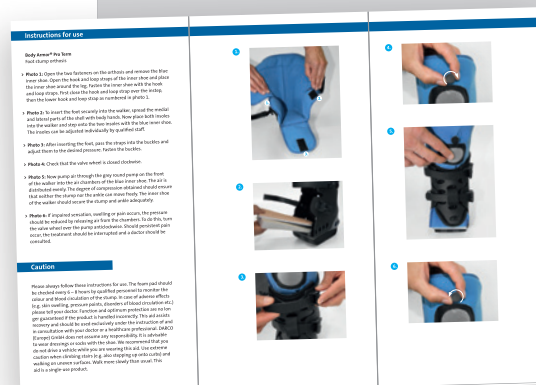 Instructions for use
Body Armor® Pro Term
Foot stump orthosis
› Photo 1: Open the two fasteners on the orthosis and remove the blue
inner shoe. Open the hook and loop straps of the inner shoe and place
the inner shoe around the leg. Fasten the inner shoe with the hook
and loop straps. First close the hook and loop strap over the instep,
then the lower hook and loop strap as numbered in photo 1.
› Photo 2: To insert the foot securely into the walker, spread the medial
and lateral parts of the shell with body hands. Now place both insoles
into the walker and step onto the two insoles with the blue inner shoe.
The insoles can be adjusted individually by qualified staff.
› Photo 3: After inserting the foot, pass the straps into the buckles and
adjust them to the desired pressure. Fasten the buckles.
› Photo 4: Check that the valve wheel is closed clockwise.
› Photo 5: Now pump air through the grey round pump on the front
of the walker into the air chambers of the blue inner shoe. The air is
distributed evenly. The degree of compression obtained should ensure
that neither the stump nor the ankle can move freely. The inner shoe
of the walker should secure the stump and ankle adequately.
› Photo 6: If impaired sensation, swelling or pain occurs, the pressure
should be reduced by releasing air from the chambers. To do this, turn
the valve wheel over the pump anticlockwise. Should persistent pain
occur, the treatment should be interrupted and a doctor should be
consulted.
Caution
Please always follow these instructions for use. The foam pad should
be checked every 6 – 8 hours by qualified personnel to monitor the
colour and blood circulation of the stump. In case of adverse effects
(e.g. skin swelling, pressure points, disorders of blood circulation etc.)
please tell your doctor. Function and optimum protection are no lon-
ger guaranteed if the product is handled incorrectly. This aid assists
recovery and should be used exclusively under the instruction of and
in consultation with your doctor or a healthcare professional. DARCO
(Europe) GmbH does not assume any responsibility. It is advisable
to wear dressings or socks with the shoe. We recommend that you
do not drive a vehicle while you are wearing this aid. Use extreme
caution when climbing stairs (e.g. also stepping up onto curbs) and
walking on uneven surfaces. Walk more slowly than usual. This
aid is a single-use product.
1.
2.
3.
Instructions for use
4.
5.
6.